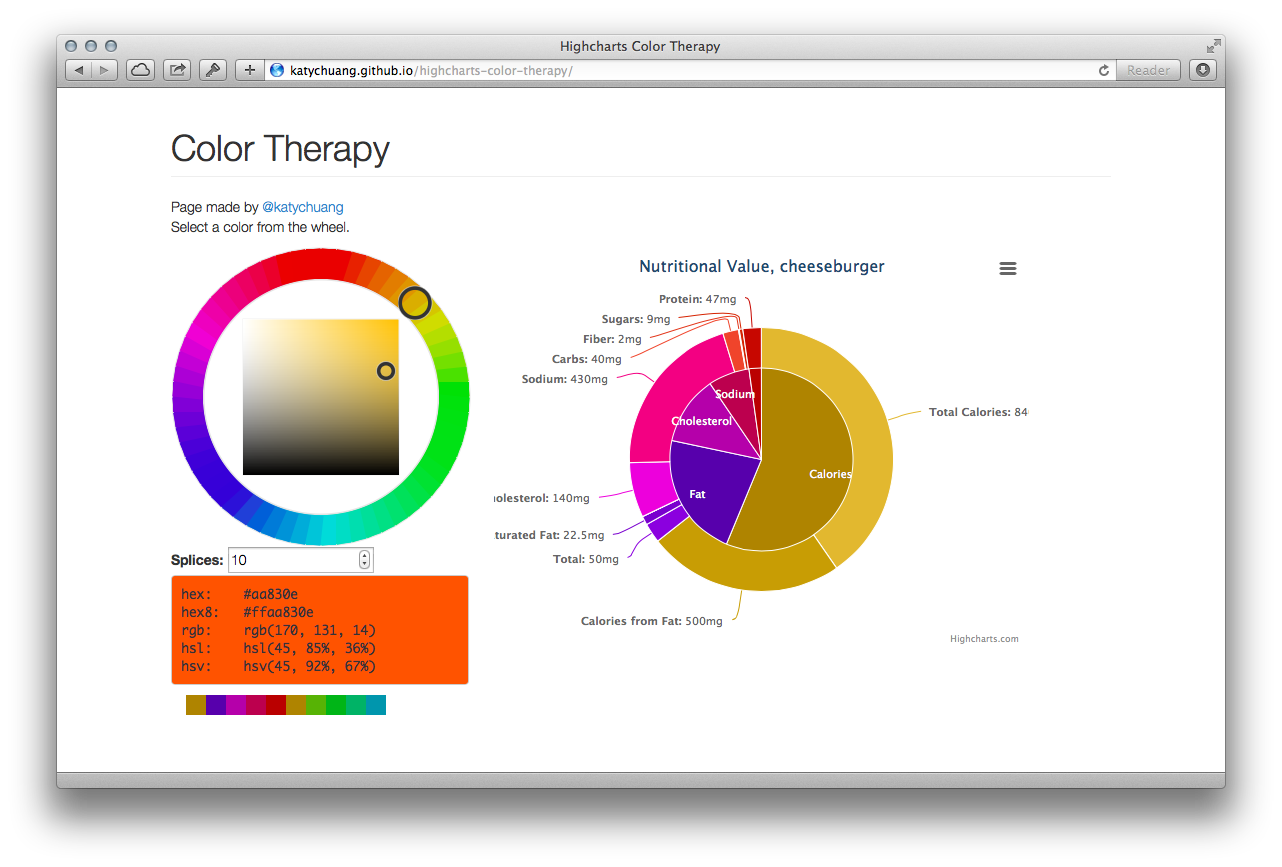 Highcharts Color Therapy
katychuang.github.io/highcharts-color-therapy/
Reader
Color Therapy
Page made by @katychuang
Select a color from the wheel.
Nutritional Value, cheeseburger
Protein: 47mg
Sugars: 9mg
Fiber: 2mg
Carbs: 40mg
Sodium: 430mg
Sodium
Total Calories: 84
Cholesterol
Calories
Fat
olesterol: 140mg
turated Fat: 22.5mg
Total: 50mg
Calories from Fat: 500mg
Highcharts.com
Splices: 10
hex: #aa830e
hex8: #ffaa830e
rgb: rgb(170, 131, 14)
hsl: hsl(45, 85%, 36%)
hsv: hsv(45, 92%, 67%)